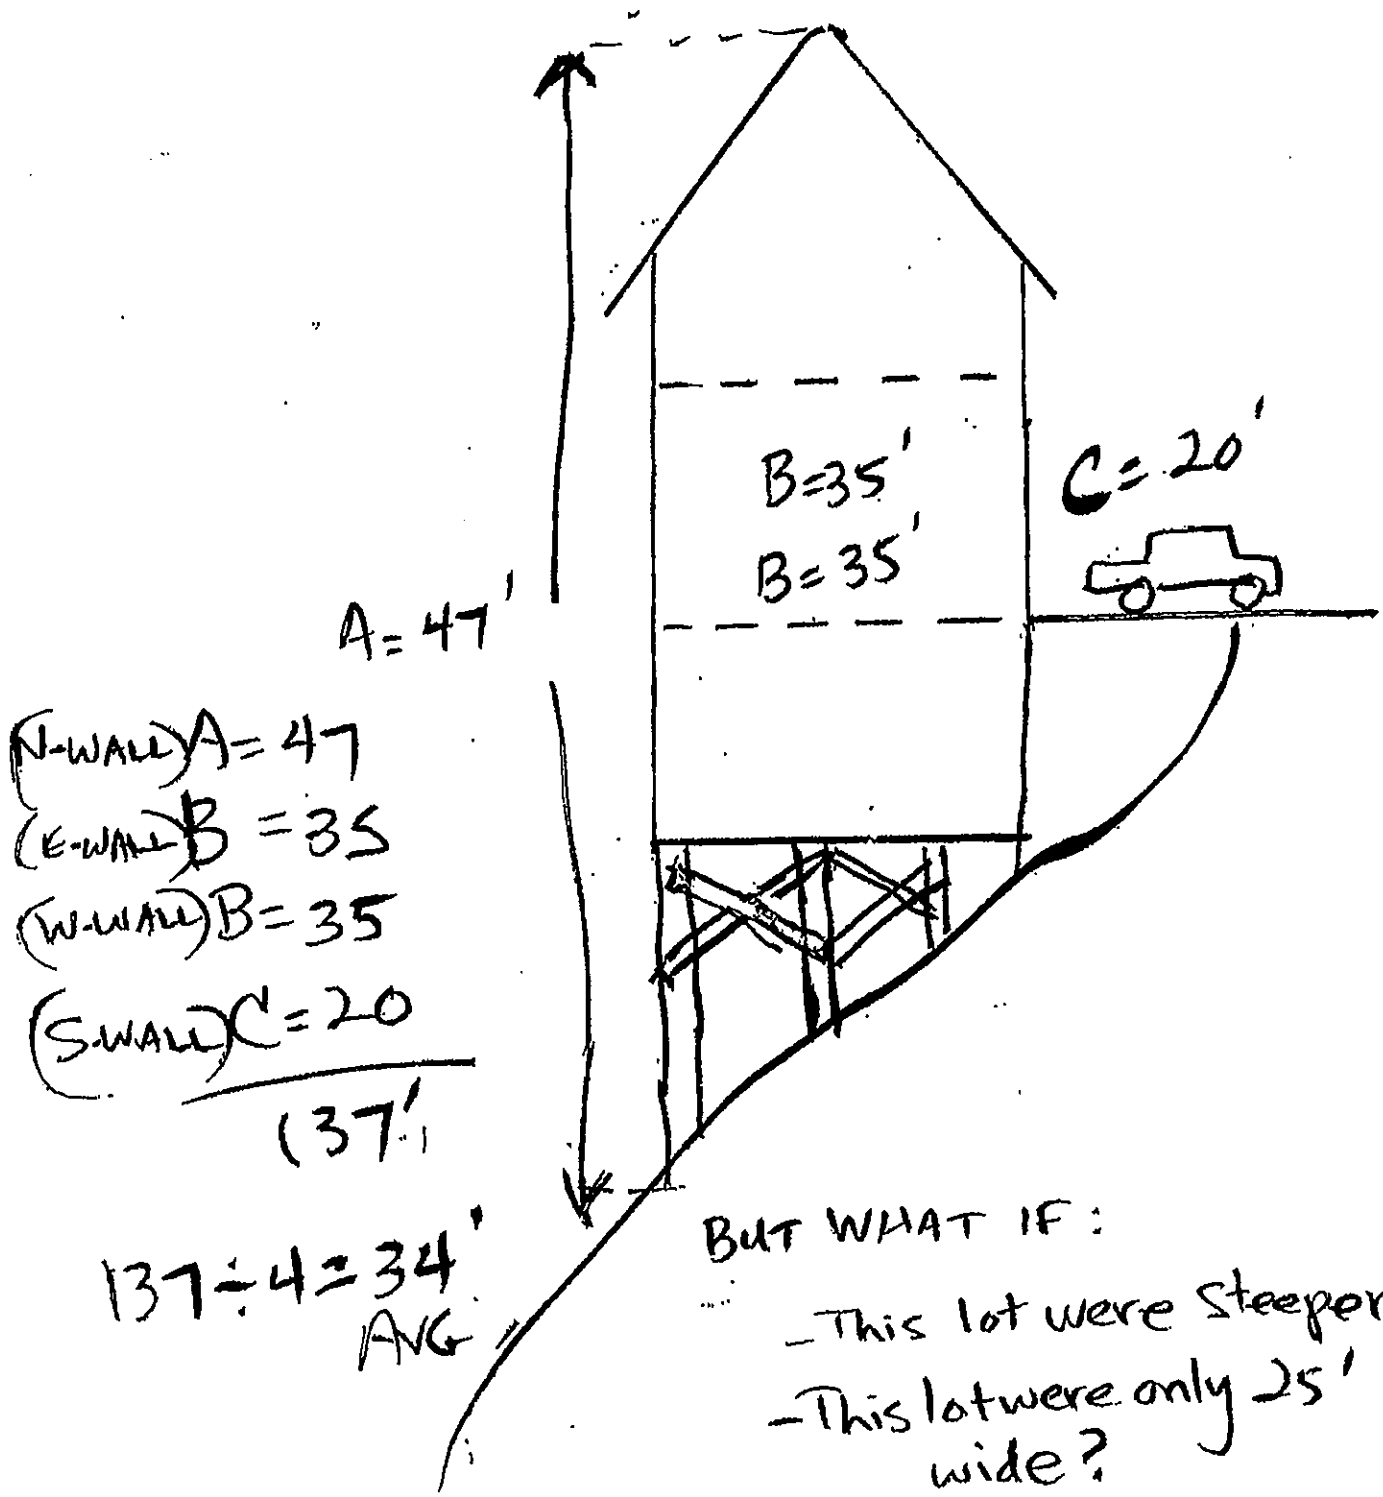 B=35'
C=20'
B=35'
A=47'
(N-WALL)A=47
(E-WALL)B=35
(W-WALL)B=35
(S-WALL)C=20
137'
137÷4=34'
AVG
BUT WHAT IF:
-This lot were steeper
-This lot were only 25'
wide?